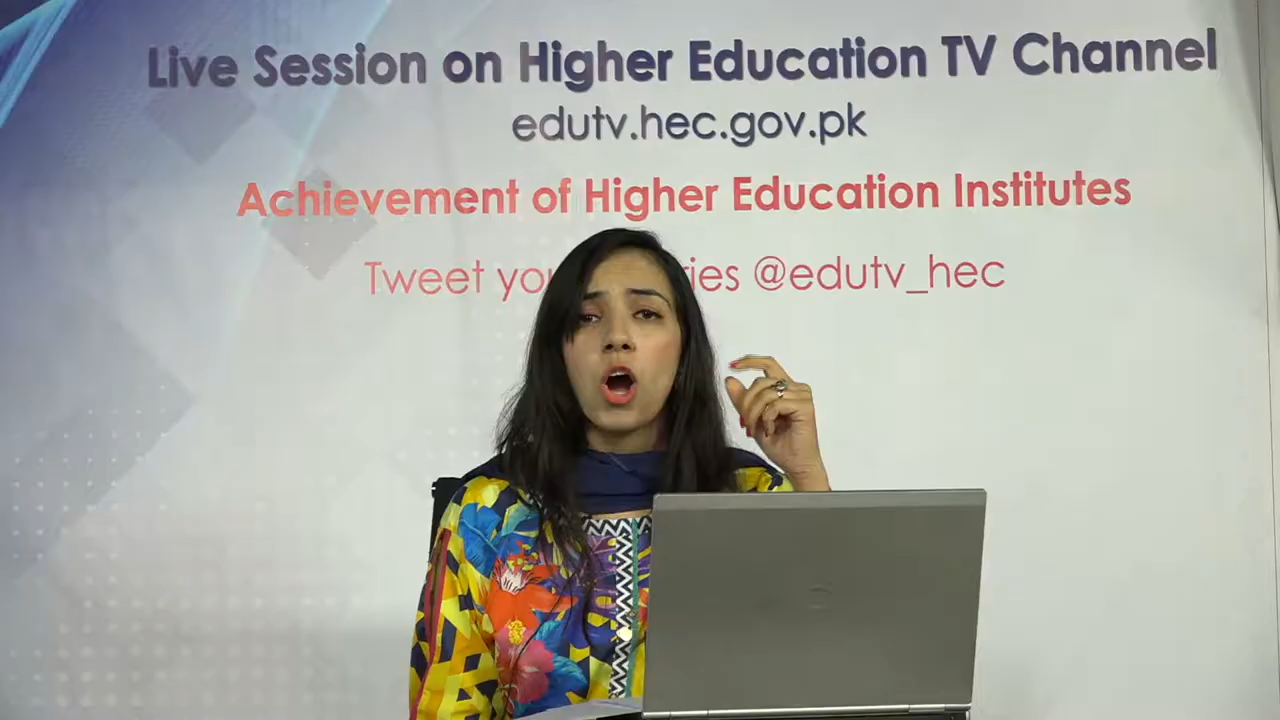 Live Session on Higher Education TV Channel
edutv.hec.gov.pk
Achievement of Higher Education Institutes
Tweet @edutv_hec